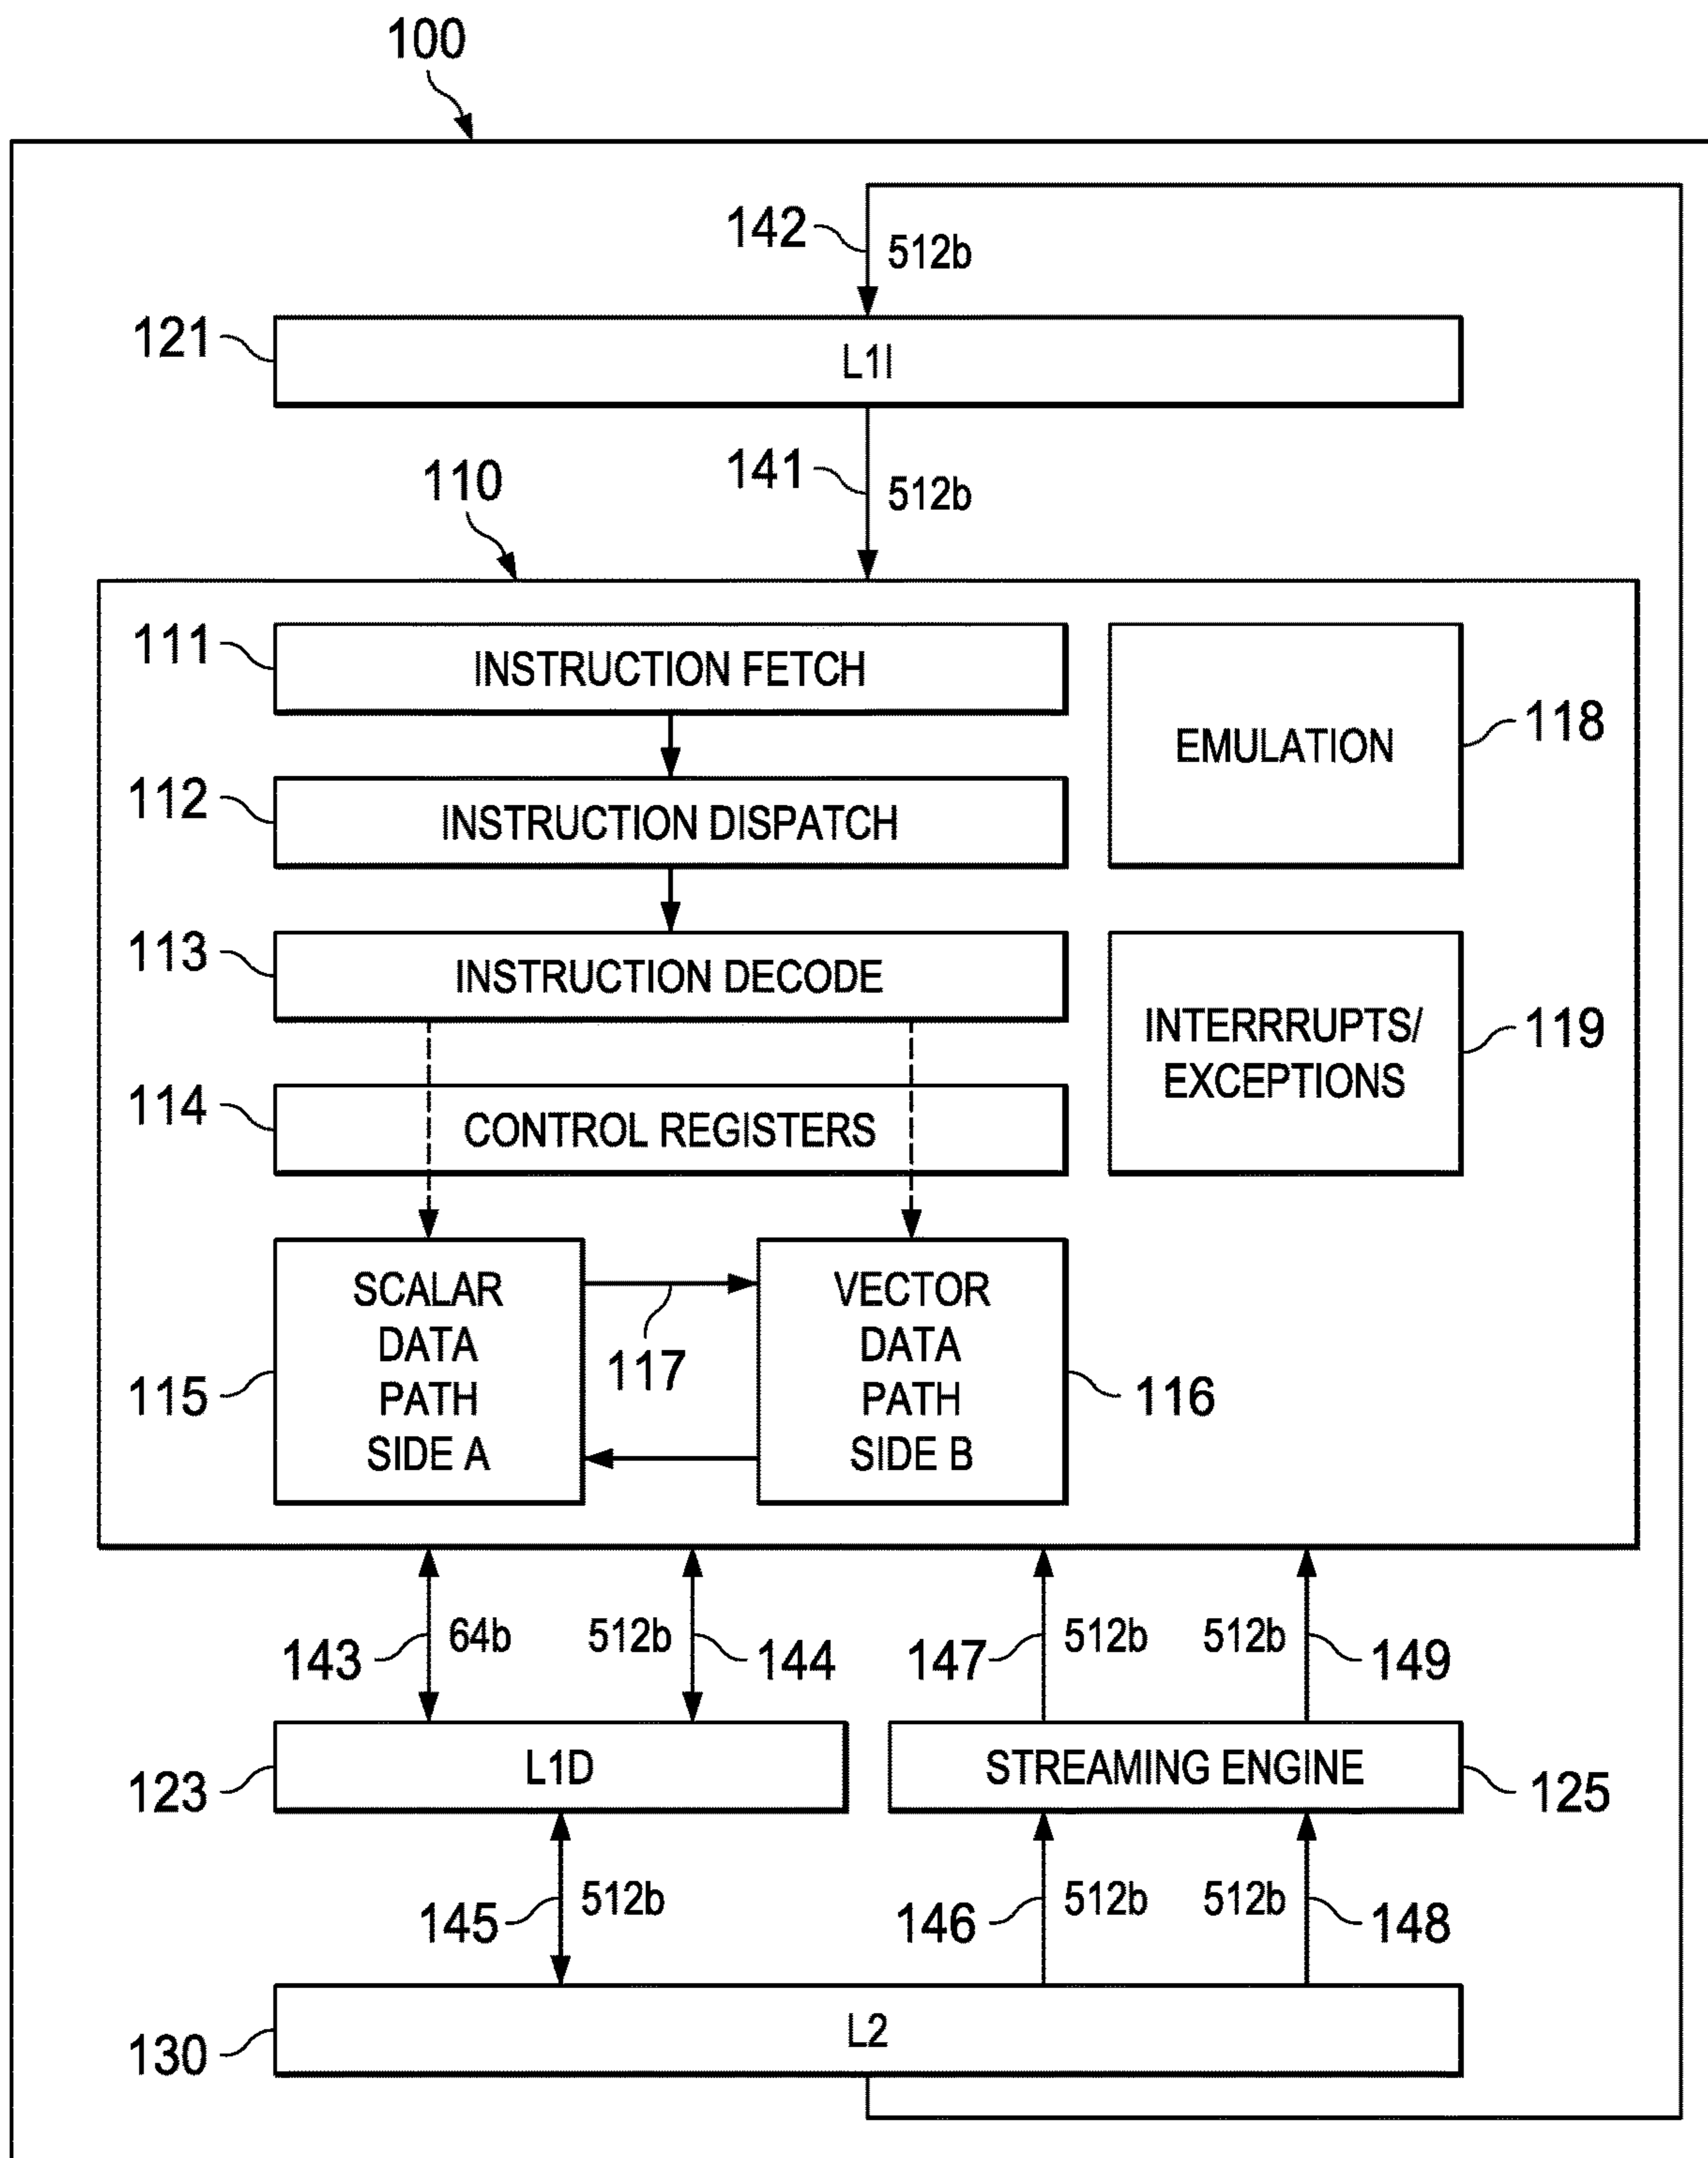 100
142
512b
121
L1I
141
512b
110
111
INSTRUCTION FETCH
EMULATION
118
112
INSTRUCTION DISPATCH
113
INSTRUCTION DECODE
INTERRRUPTS/
EXCEPTIONS
119
114
CONTROL REGISTERS
SCALAR
DATA
PATH
SIDE A
115
117
VECTOR
DATA
PATH
SIDE B
116
143
64b
512b
144
147
512b
512b
149
123
L1D
STREAMING ENGINE
125
145
512b
146
512b
512b
148
130
L2